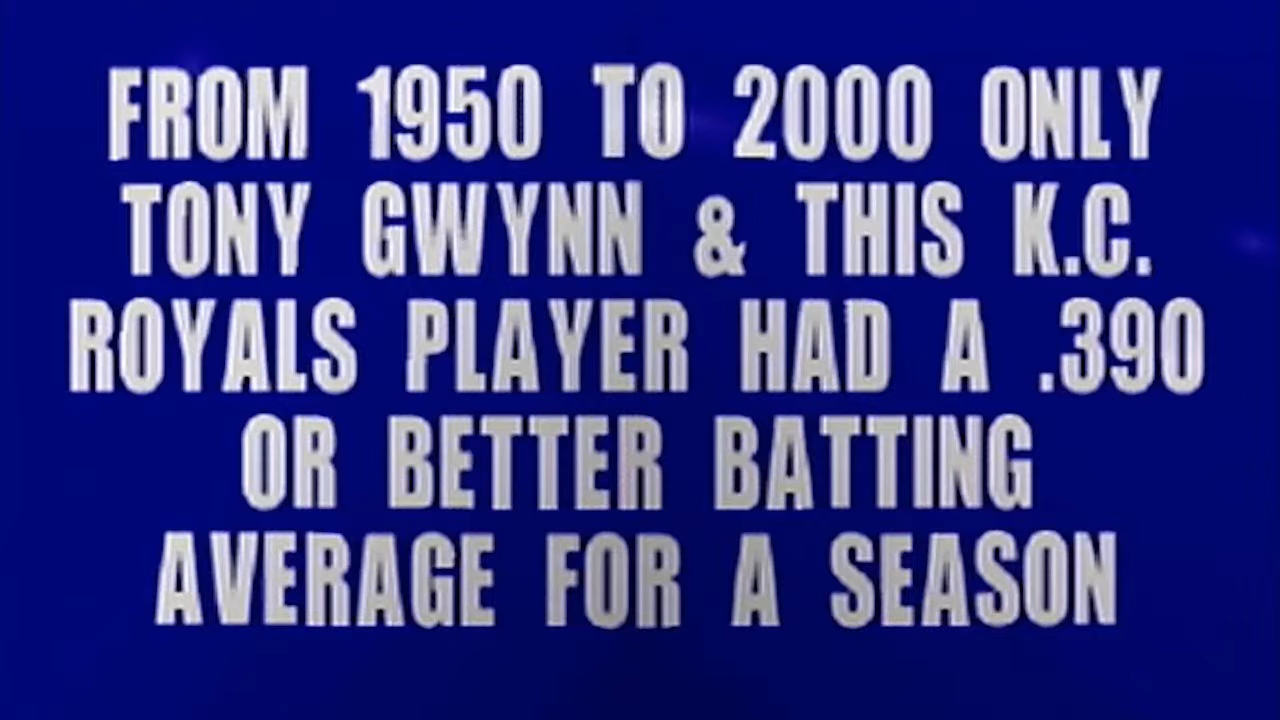 FROM 1950 TO 2000 ONLY
TONY GWYNN & THIS K.C.
ROYALS PLAYER HAD A .390
OR BETTER BATTING
AVERAGE FOR A SEASON